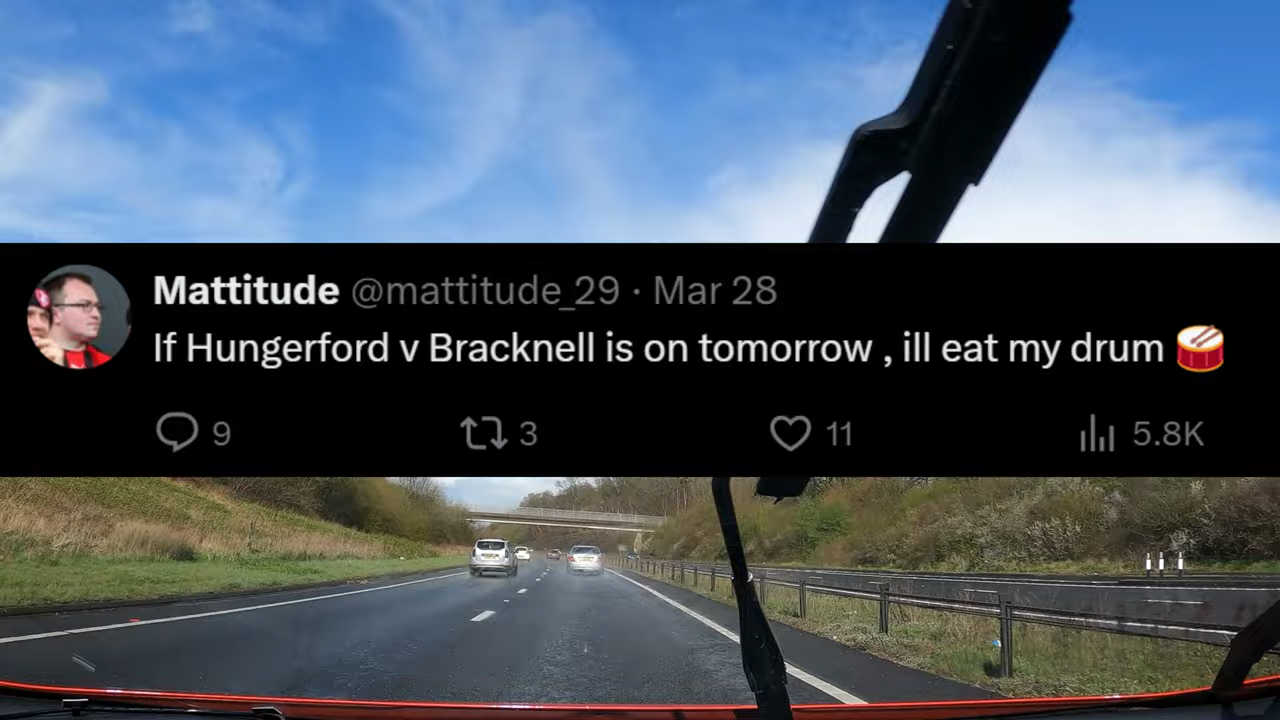 Mattitude @mattitude_29 · Mar 28
If Hungerford v Bracknell is on tomorrow , ill eat my drum 🥁
9 3 11 5.8K